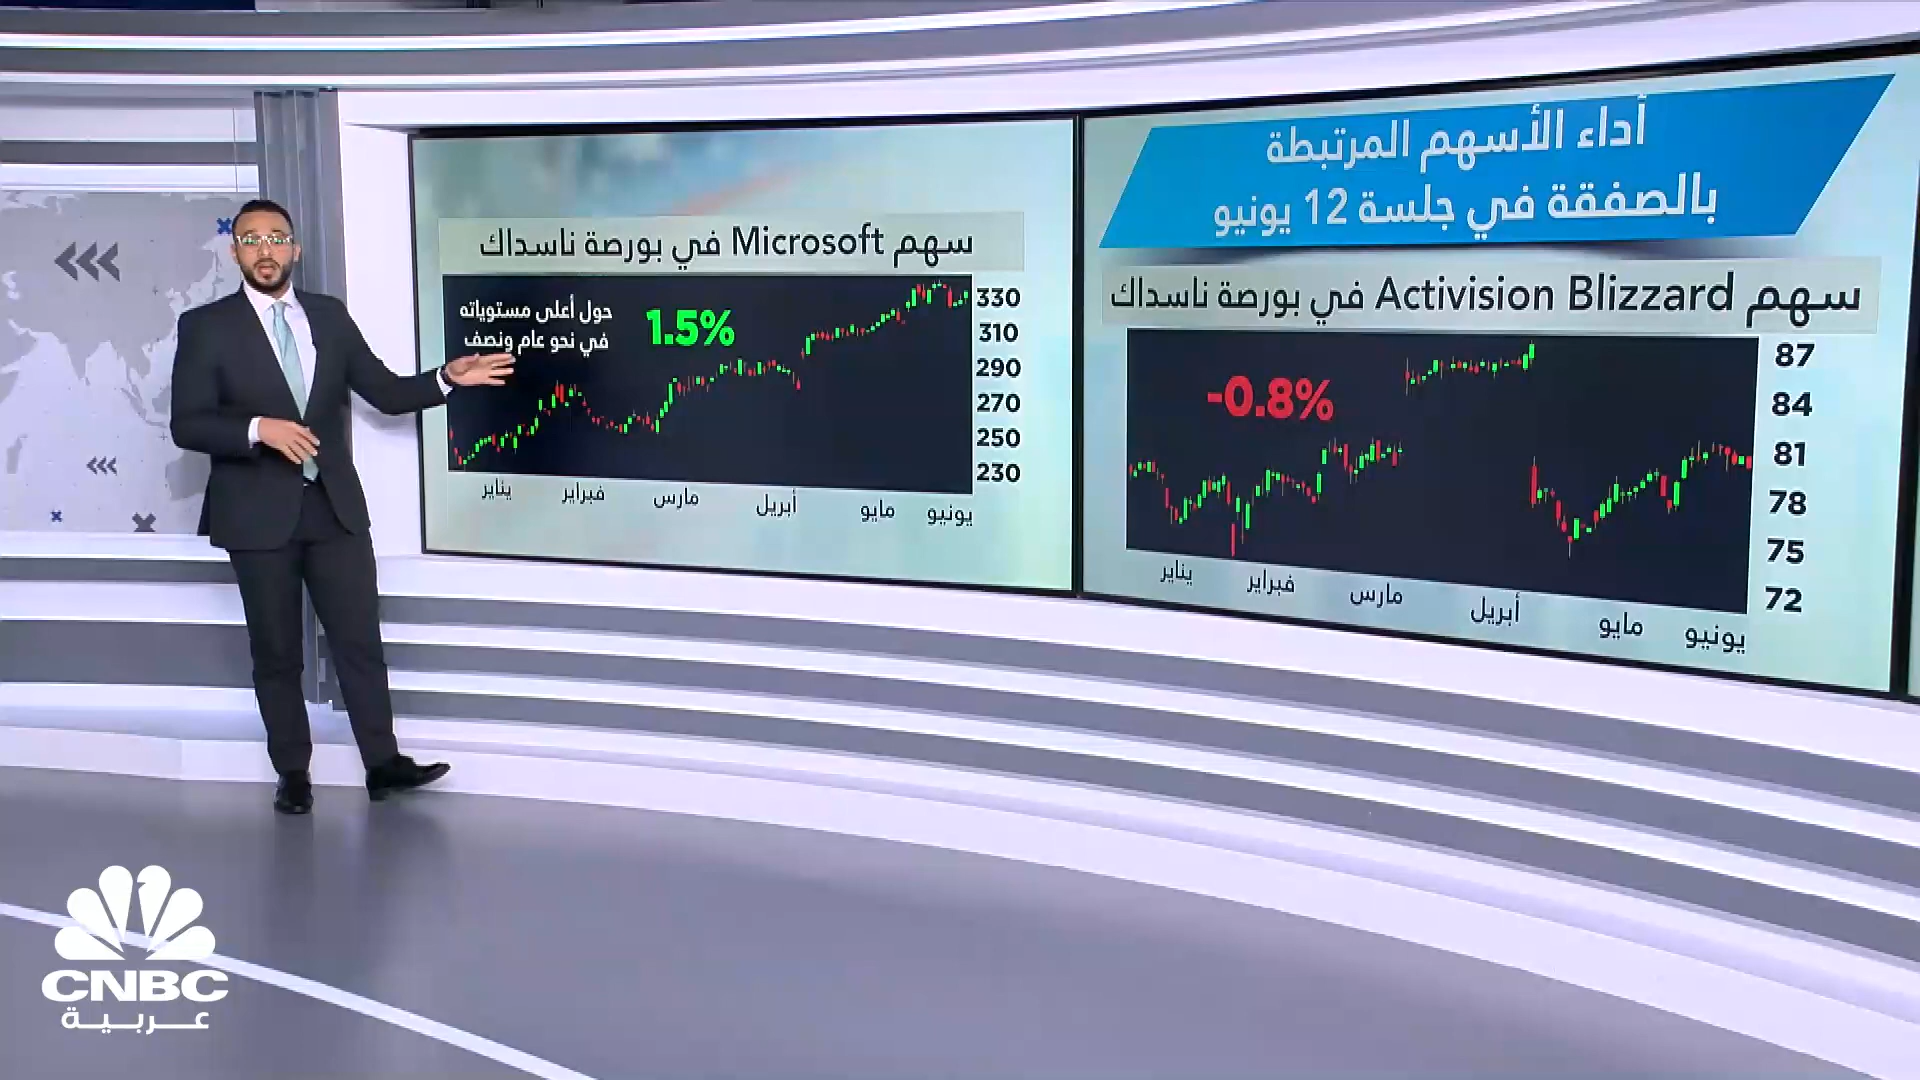 أداء الأسهم المرتبطة
بالصفقة في جلسة 12 يونيو
سهم Activision Blizzard في بورصة ناسداك
-0.8%
87
84
81
78
75
72
يناير
فبراير
مارس
أبريل
مايو
يونيو
سهم Microsoft في بورصة ناسداك
حول أعلى مستوياته
في نحو عام ونصف
1.5%
330
310
290
270
250
230
يناير
فبراير
مارس
أبريل
مايو
يونيو
CNBC
عربية